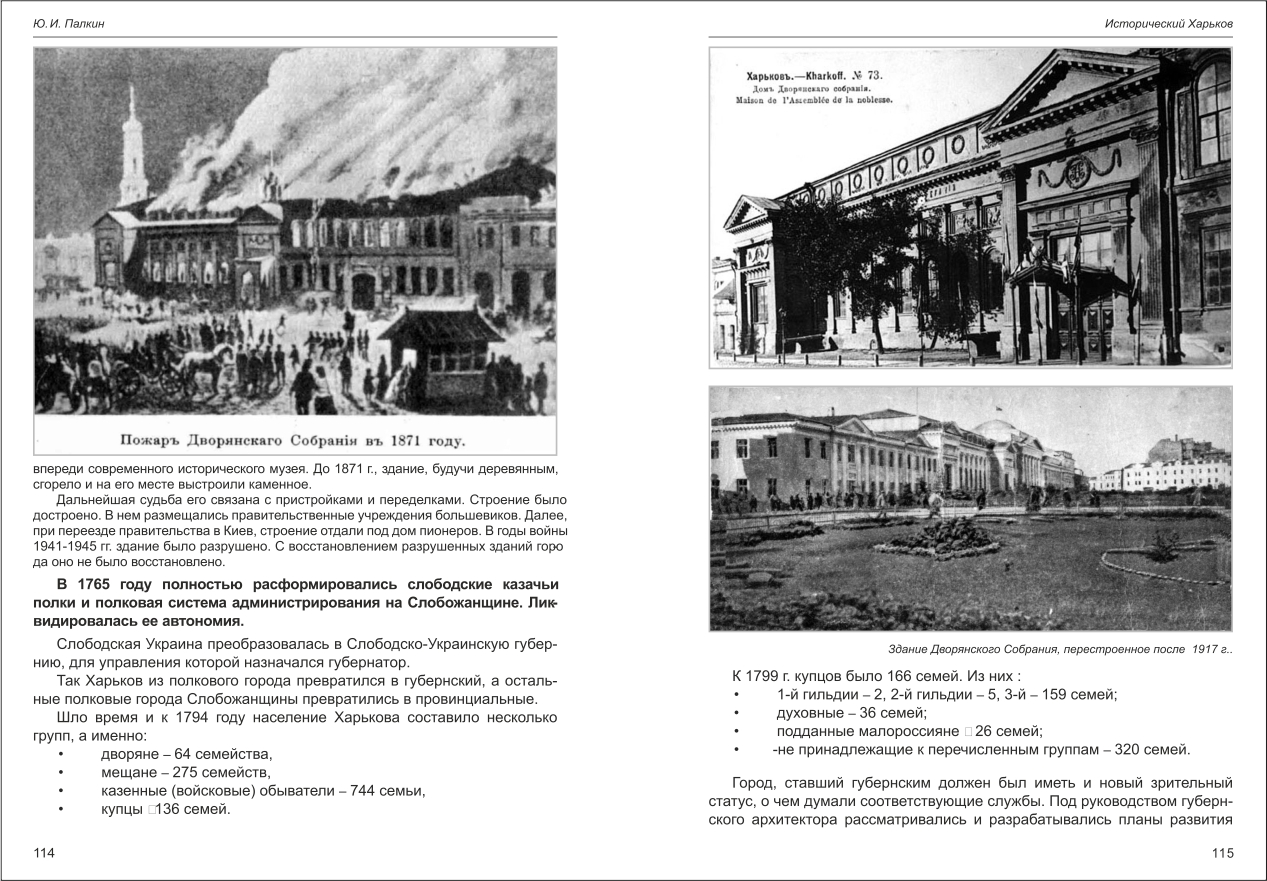 Ю. И. Палкин
Пожаръ Дворянскаго Собранія въ 1871 году.
впереди современного исторического музея. До 1871 г., здание, будучи деревянным,
сгорело и на его месте выстроили каменное.
Дальнейшая судьба его связана с пристройками и переделками. Строение было
достроено. В нем размещались правительственные учреждения большевиков. Далее,
при переезде правительства в Киев, строение отдали под дом пионеров. В годы войны
1941-1945 гг. здание было разрушено. С восстановлением разрушенных зданий горо
да оно не было восстановлено.
В 1765 году полностью расформировались слободские казачьи
полки и полковая система администрирования на Слобожанщине. Лик-
видировалась ее автономия.
Слободская Украина преобразовалась в Слободско-Украинскую губер-
нию, для управления которой назначался губернатор.
Так Харьков из полкового города превратился в губернский, а осталь-
ные полковые города Слобожанщины превратились в провинциальные.
Шло время и к 1794 году население Харькова составило несколько
групп, а именно:
• дворяне – 64 семейства,
• мещане – 275 семейств,
• казенные (войсковые) обыватели – 744 семьи,
• купцы □136 семей.
114
Исторический Харьков
Харьковъ.—Kharkoff. № 73.
Домъ Дворянскаго собранія.
Maison de l'Assemblée de la noblesse.
Здание Дворянского Собрания, перестроенное после 1917 г..
К 1799 г. купцов было 166 семей. Из них :
• 1-й гильдии – 2, 2-й гильдии – 5, 3-й – 159 семей;
• духовные – 36 семей;
• подданные малороссияне □ 26 семей;
• -не принадлежащие к перечисленным группам – 320 семей.
Город, ставший губернским должен был иметь и новый зрительный
статус, о чем думали соответствующие службы. Под руководством губерн-
ского архитектора рассматривались и разрабатывались планы развития
115